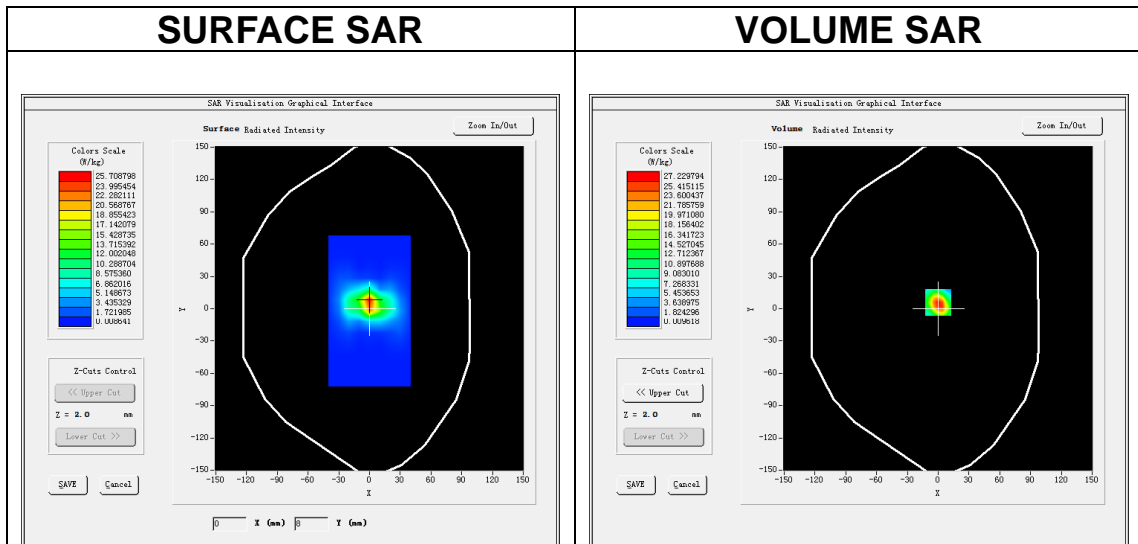 SURFACE SAR
VOLUME SAR
SAR Visualisation Graphical Interface
Surface Radiated Intensity
Zoom In/Out
Colors Scale
(W/kg)
25.708798
23.995454
22.282111
20.568767
18.855423
17.142079
15.428735
13.715392
12.002048
10.288704
8.575360
6.862016
5.148673
3.435329
1.721985
0.008641
Z-Cuts Control
<< Upper Cut
Z = 2.0 mm
Lower Cut >>
SAVE
Cancel
150
120
90
60
30
0
-30
-60
-90
-120
-150
Y
-150 -120 -90 -60 -30 0 30 60 90 120 150
X
0 X (mm) 8 Y (mm)
SAR Visualisation Graphical Interface
Volume Radiated Intensity
Zoom In/Out
Colors Scale
(W/kg)
27.229794
25.415115
23.600437
21.785759
19.971080
18.156402
16.341723
14.527045
12.712367
10.897688
9.083010
7.268331
5.453653
3.638975
1.824296
0.009618
Z-Cuts Control
<< Upper Cut
Z = 2.0 mm
Lower Cut >>
SAVE
Cancel
150
120
90
60
30
0
-30
-60
-90
-120
-150
Y
-150 -120 -90 -60 -30 0 30 60 90 120 150
X